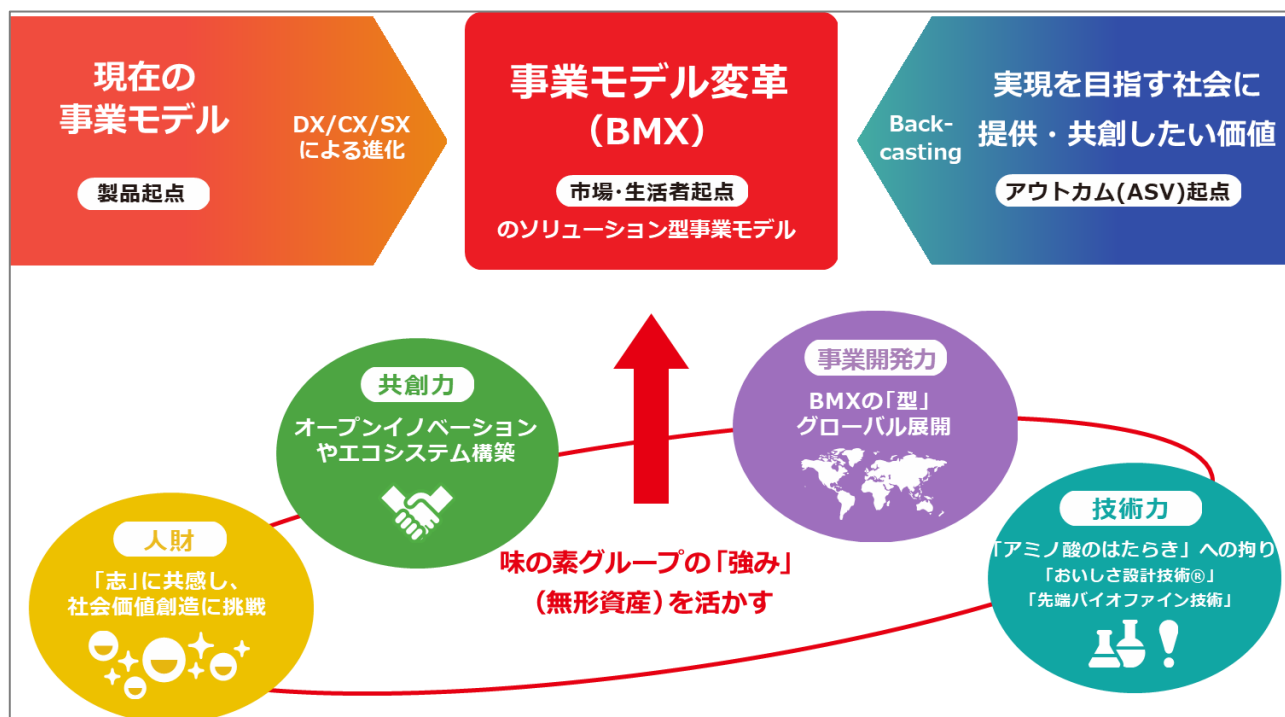 現在の
事業モデル
DX/CX/SX
による進化
製品起点
事業モデル変革
（BMX）
市場・生活者起点
のソリューション型事業モデル
Back-
casting
実現を目指す社会に
提供・共創したい価値
アウトカム(ASV)起点
共創力
オープンイノベーション
やエコシステム構築
事業開発力
BMXの「型」
グローバル展開
人財
「志」に共感し、
社会価値創造に挑戦
味の素グループの「強み」
（無形資産）を活かす
技術力
「アミノ酸のはたらき」への拘り
「おいしさ設計技術®」
「先端バイオファイン技術」